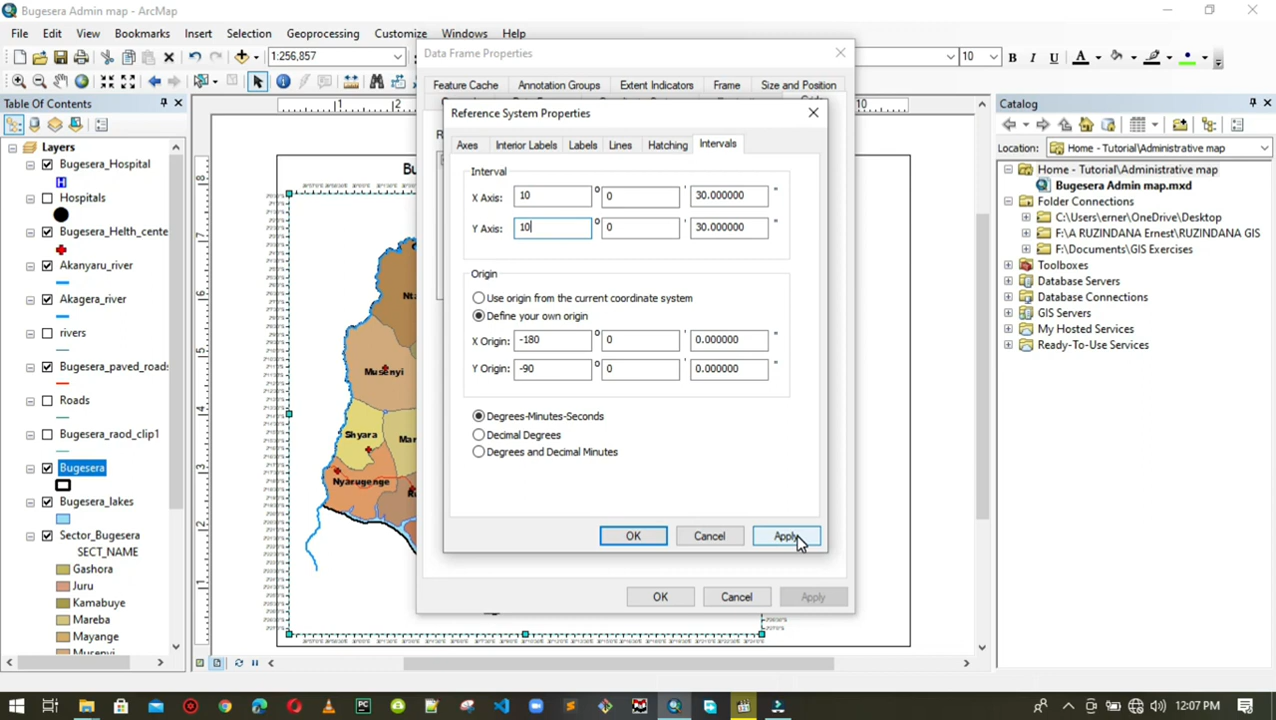 Bugesera Admin map - ArcMap
File Edit View Bookmarks Insert Selection Geoprocessing Customize Windows Help
1:256,857
10 B I U A
Table Of Contents
Layers
Bugesera_Hospital
H
Hospitals
Bugesera_Helth_cente
Akanyaru_river
Akagera_river
rivers
Bugesera_paved_roads
Roads
Bugesera_raod_clip1
Bugesera
Bugesera_lakes
Sector_Bugesera
SECT_NAME
Gashora
Juru
Kamabuye
Mareba
Mayange
Musenyi
Bu
Nta
Musenyi
Shyara
Mar
Nyarugenge
Data Frame Properties
Feature Cache Annotation Groups Extent Indicators Frame Size and Position
Reference System Properties
Axes Interior Labels Labels Lines Hatching Intervals
Interval
X Axis: 10 ° 0 ' 30.000000 "
Y Axis: 10 ° 0 ' 30.000000 "
Origin
Use origin from the current coordinate system
Define your own origin
X Origin: -180 ° 0 ' 0.000000 "
Y Origin: -90 ° 0 ' 0.000000 "
Degrees-Minutes-Seconds
Decimal Degrees
Degrees and Decimal Minutes
OK Cancel Apply
OK Cancel Apply
Catalog
Location: Home - Tutorial\Administrative map
Home - Tutorial\Administrative map
Bugesera Admin map.mxd
Folder Connections
C:\Users\erner\OneDrive\Desktop
F:\A RUZINDANA Ernest\RUZINDANA GIS
F:\Documents\GIS Exercises
Toolboxes
Database Servers
Database Connections
GIS Servers
My Hosted Services
Ready-To-Use Services
12:07 PM